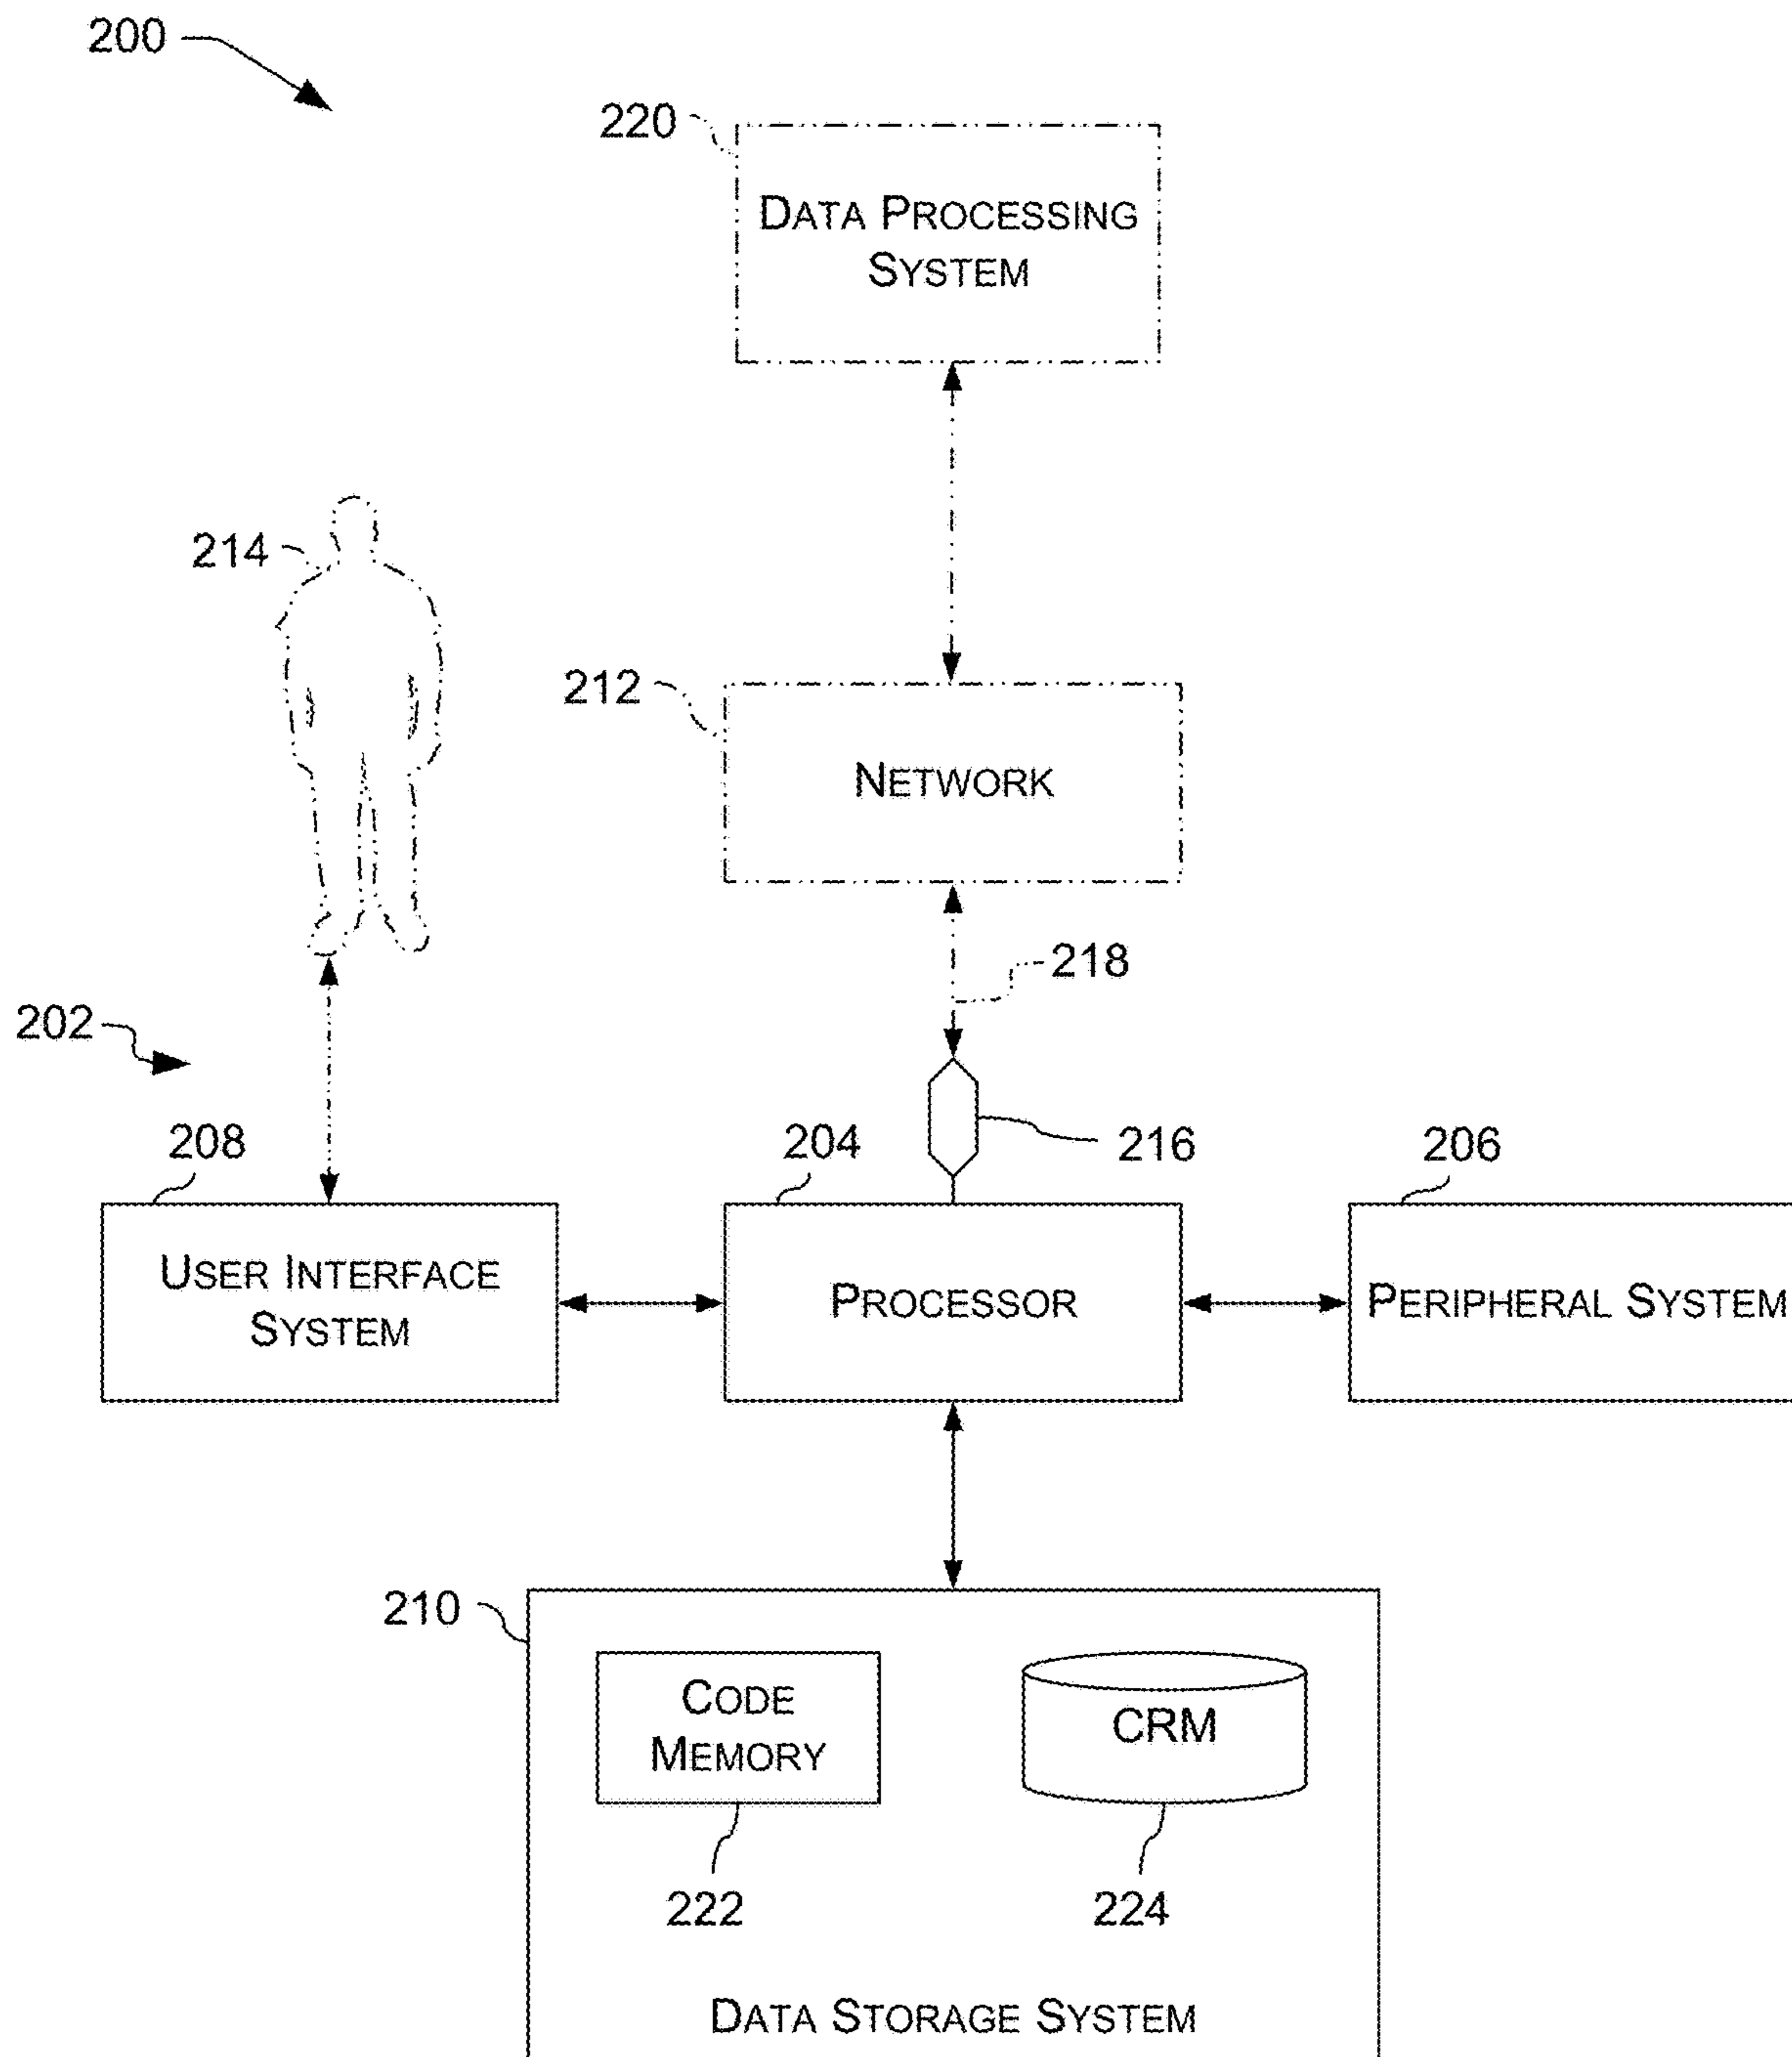 200
220
DATA PROCESSING
SYSTEM
214
212
NETWORK
218
202
208
204
216
206
USER INTERFACE
SYSTEM
PROCESSOR
PERIPHERAL SYSTEM
210
CODE
MEMORY
CRM
222
224
DATA STORAGE SYSTEM